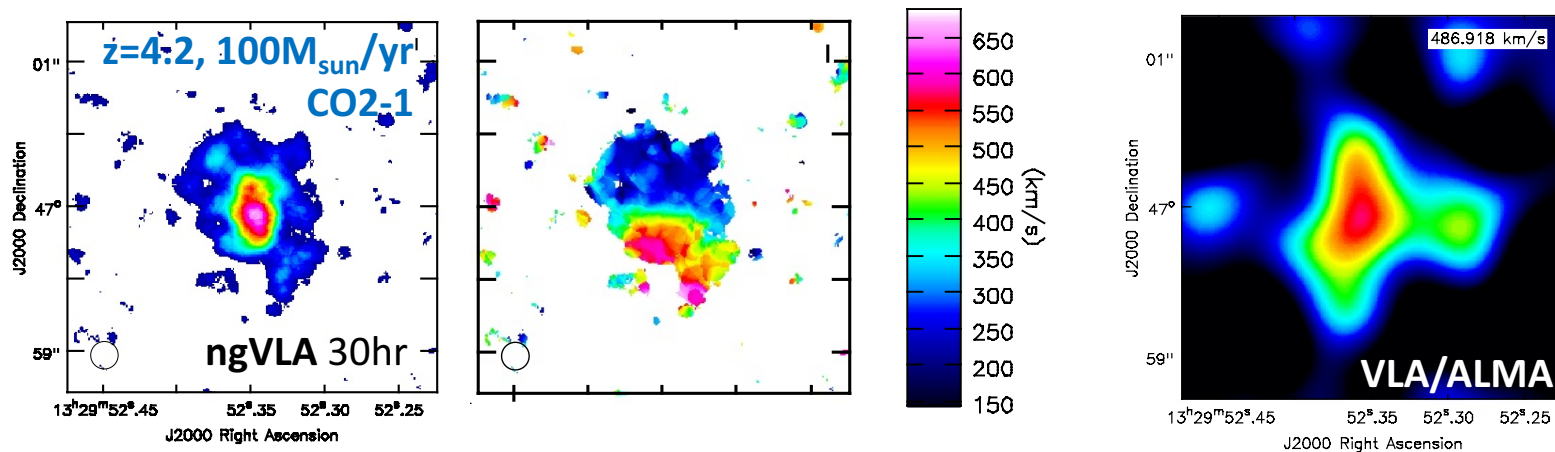 z=4.2, 100Msun/yr
CO2-1
01"
47°
59"
J2000 Declination
ngVLA 30hr
13h29m52s.45
52s.35
52s.30
52s.25
J2000 Right Ascension
650
600
550
500
450
400
350
300
250
200
150
(km/s)
486.918 km/s
01"
47°
59"
J2000 Declination
VLA/ALMA
13h29m52s.45
52s.35
52s.30
52s.25
J2000 Right Ascension